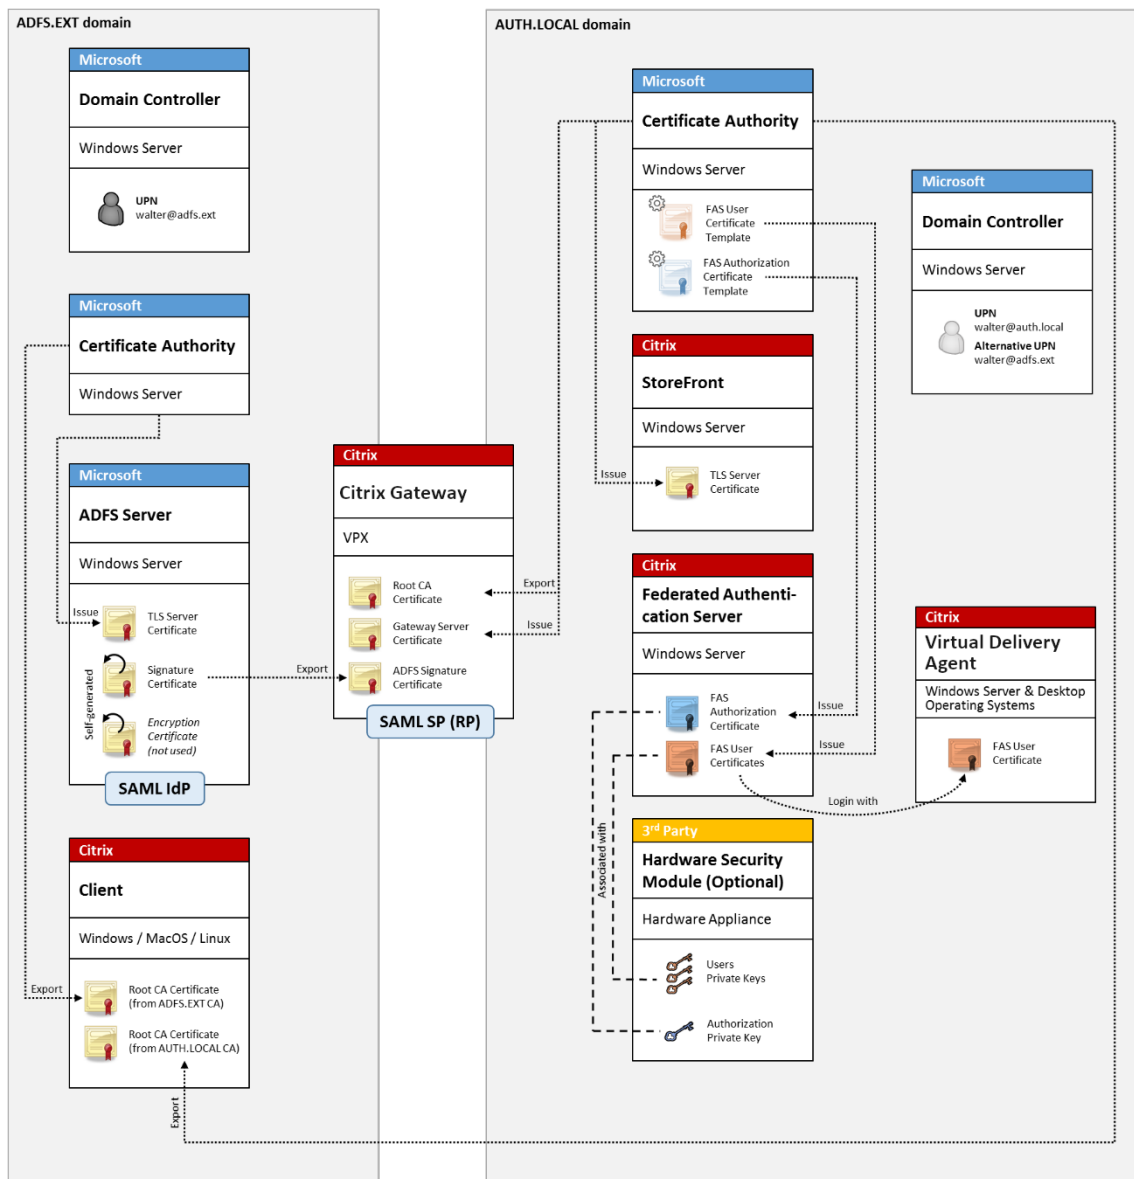 ADFS.EXT domain
Microsoft
Domain Controller
Windows Server
UPN
walter@adfs.ext
Microsoft
Certificate Authority
Windows Server
Microsoft
ADFS Server
Windows Server
Issue
TLS Server
Certificate
Self-generated
Signature
Certificate
Encryption
Certificate
(not used)
SAML IdP
Citrix
Client
Windows / MacOS / Linux
Export
Root CA Certificate
(from ADFS.EXT CA)
Root CA Certificate
(from AUTH.LOCAL CA)
Export
Citrix
Citrix Gateway
VPX
Root CA
Certificate
Export
Gateway Server
Certificate
Issue
Export
ADFS Signature
Certificate
SAML SP (RP)
AUTH.LOCAL domain
Microsoft
Certificate Authority
Windows Server
FAS User
Certificate
Template
FAS Authorization
Certificate
Template
Citrix
StoreFront
Windows Server
Issue
TLS Server
Certificate
Citrix
Federated Authenti-
cation Server
Windows Server
FAS
Authorization
Certificate
Issue
FAS User
Certificates
Issue
Login with
Associated with
3rd Party
Hardware Security
Module (Optional)
Hardware Appliance
Users
Private Keys
Authorization
Private Key
Microsoft
Domain Controller
Windows Server
UPN
walter@auth.local
Alternative UPN
walter@adfs.ext
Citrix
Virtual Delivery
Agent
Windows Server & Desktop
Operating Systems
FAS User
Certificate